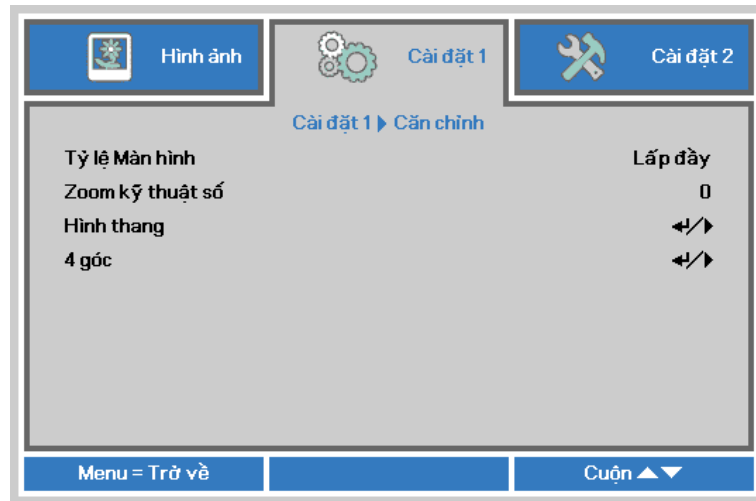 Hình ảnh Cài đặt 1 Cài đặt 2
Cài đặt 1 Căn chỉnh
Tỷ lệ Màn hình Lấp đầy
Zoom kỹ thuật số 0
Hình thang
4 góc
Menu = Trở về Cuộn